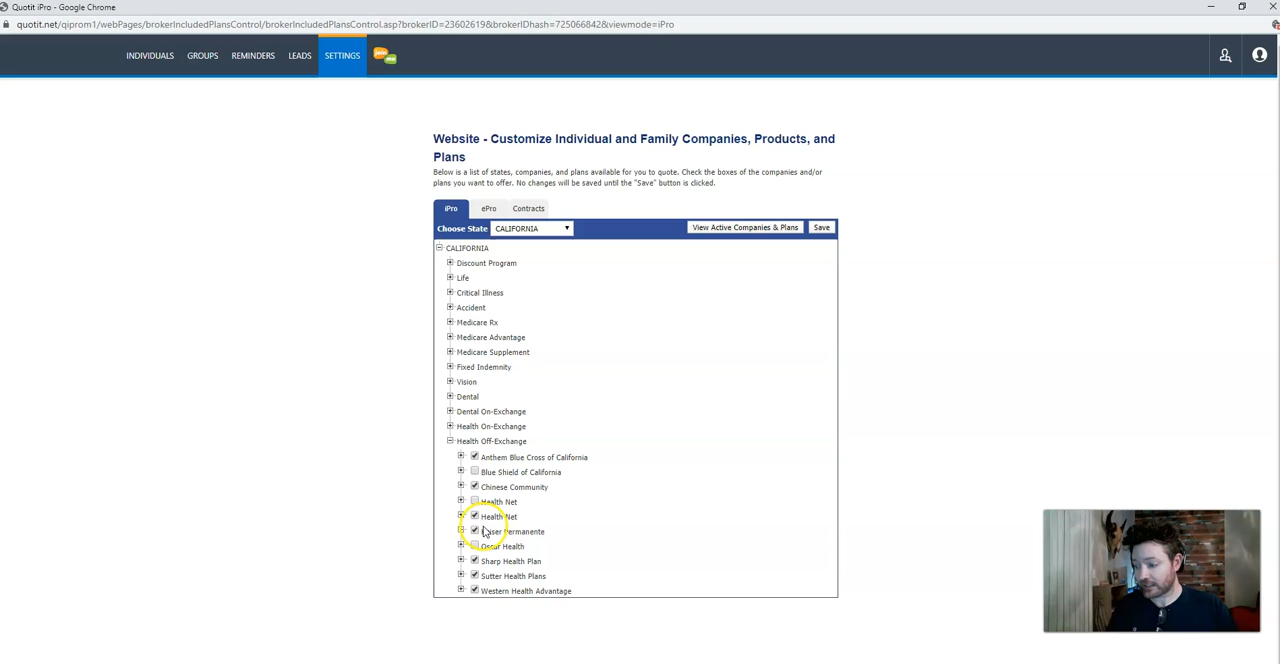 Quotit iPro - Google Chrome
quotit.net/qiprom1/webPages/brokerIncludedPlansControl/brokerIncludedPlansControl.asp?brokerID=23602619&brokerIDhash=725066842&viewmode=iPro
INDIVIDUALS GROUPS REMINDERS LEADS SETTINGS join me
Website - Customize Individual and Family Companies, Products, and
Plans
Below is a list of states, companies, and plans available for you to quote. Check the boxes of the companies and/or
plans you want to offer. No changes will be saved until the "Save" button is clicked.
iPro ePro Contracts
Choose State CALIFORNIA View Active Companies & Plans Save
CALIFORNIA
Discount Program
Life
Critical Illness
Accident
Medicare Rx
Medicare Advantage
Medicare Supplement
Fixed Indemnity
Vision
Dental
Dental On-Exchange
Health On-Exchange
Health Off-Exchange
Anthem Blue Cross of California
Blue Shield of California
Chinese Community
Health Net
Health Net
Kaiser Permanente
Oscar Health
Sharp Health Plan
Sutter Health Plans
Western Health Advantage